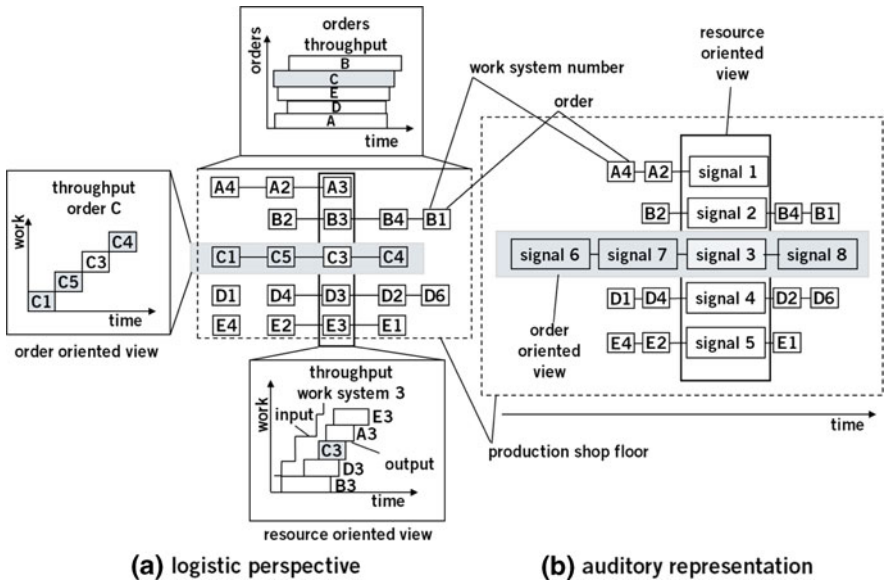 orders
throughput
orders
B
C
E
D
A
time
work system number
order
resource
oriented
view
throughput
order C
work
C4
C3
C5
C1
time
order oriented view
A4 A2 A3
B2 B3 B4 B1
C1 C5 C3 C4
D1 D4 D3 D2 D6
E4 E2 E3 E1
A4 A2 signal 1
B2 signal 2 B4 B1
signal 6 signal 7 signal 3 signal 8
D1 D4 signal 4 D2 D6
E4 E2 signal 5 E1
order
oriented
view
time
throughput
work system 3
work
input
E3
A3
C3
output
D3
B3
time
resource oriented view
production shop floor
(a) logistic perspective
(b) auditory representation